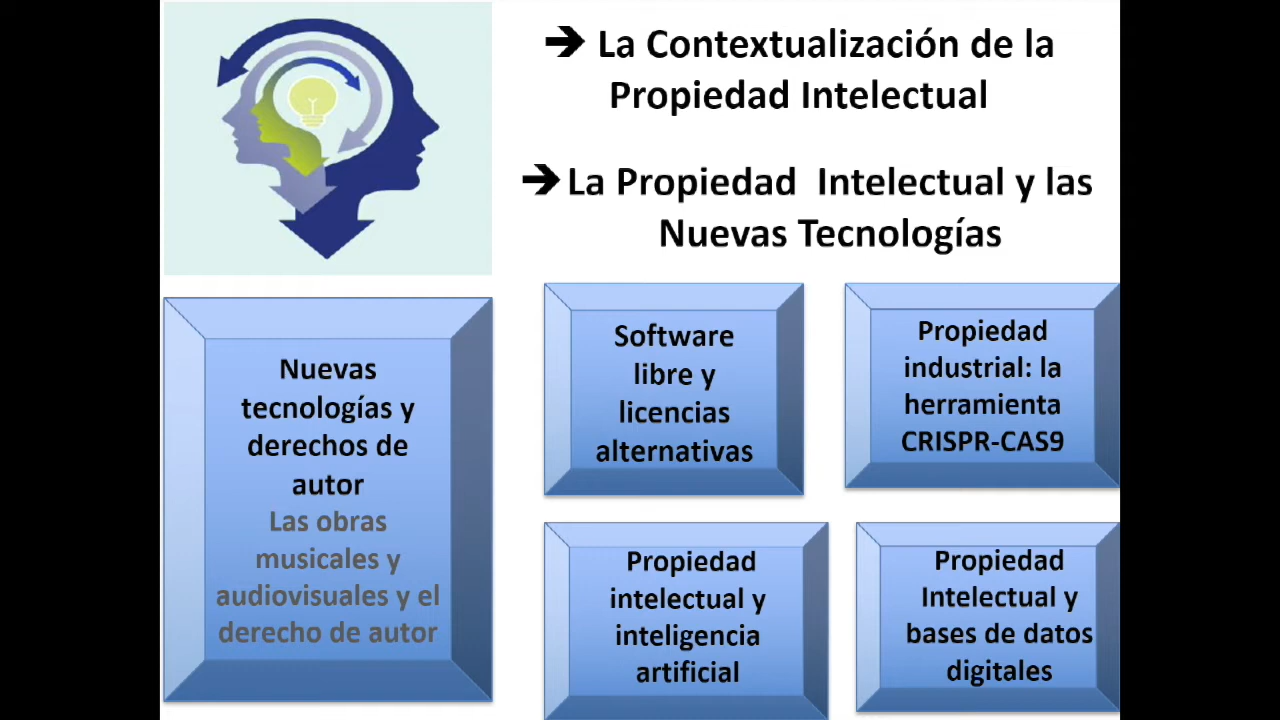 ➔ La Contextualización de la
Propiedad Intelectual
➔ La Propiedad Intelectual y las
Nuevas Tecnologías
Nuevas
tecnologías y
derechos de
autor
Las obras
musicales y
audiovisuales y el
derecho de autor
Software
libre y
licencias
alternativas
Propiedad
industrial: la
herramienta
CRISPR-CAS9
Propiedad
intelectual y
inteligencia
artificial
Propiedad
Intelectual y
bases de datos
digitales